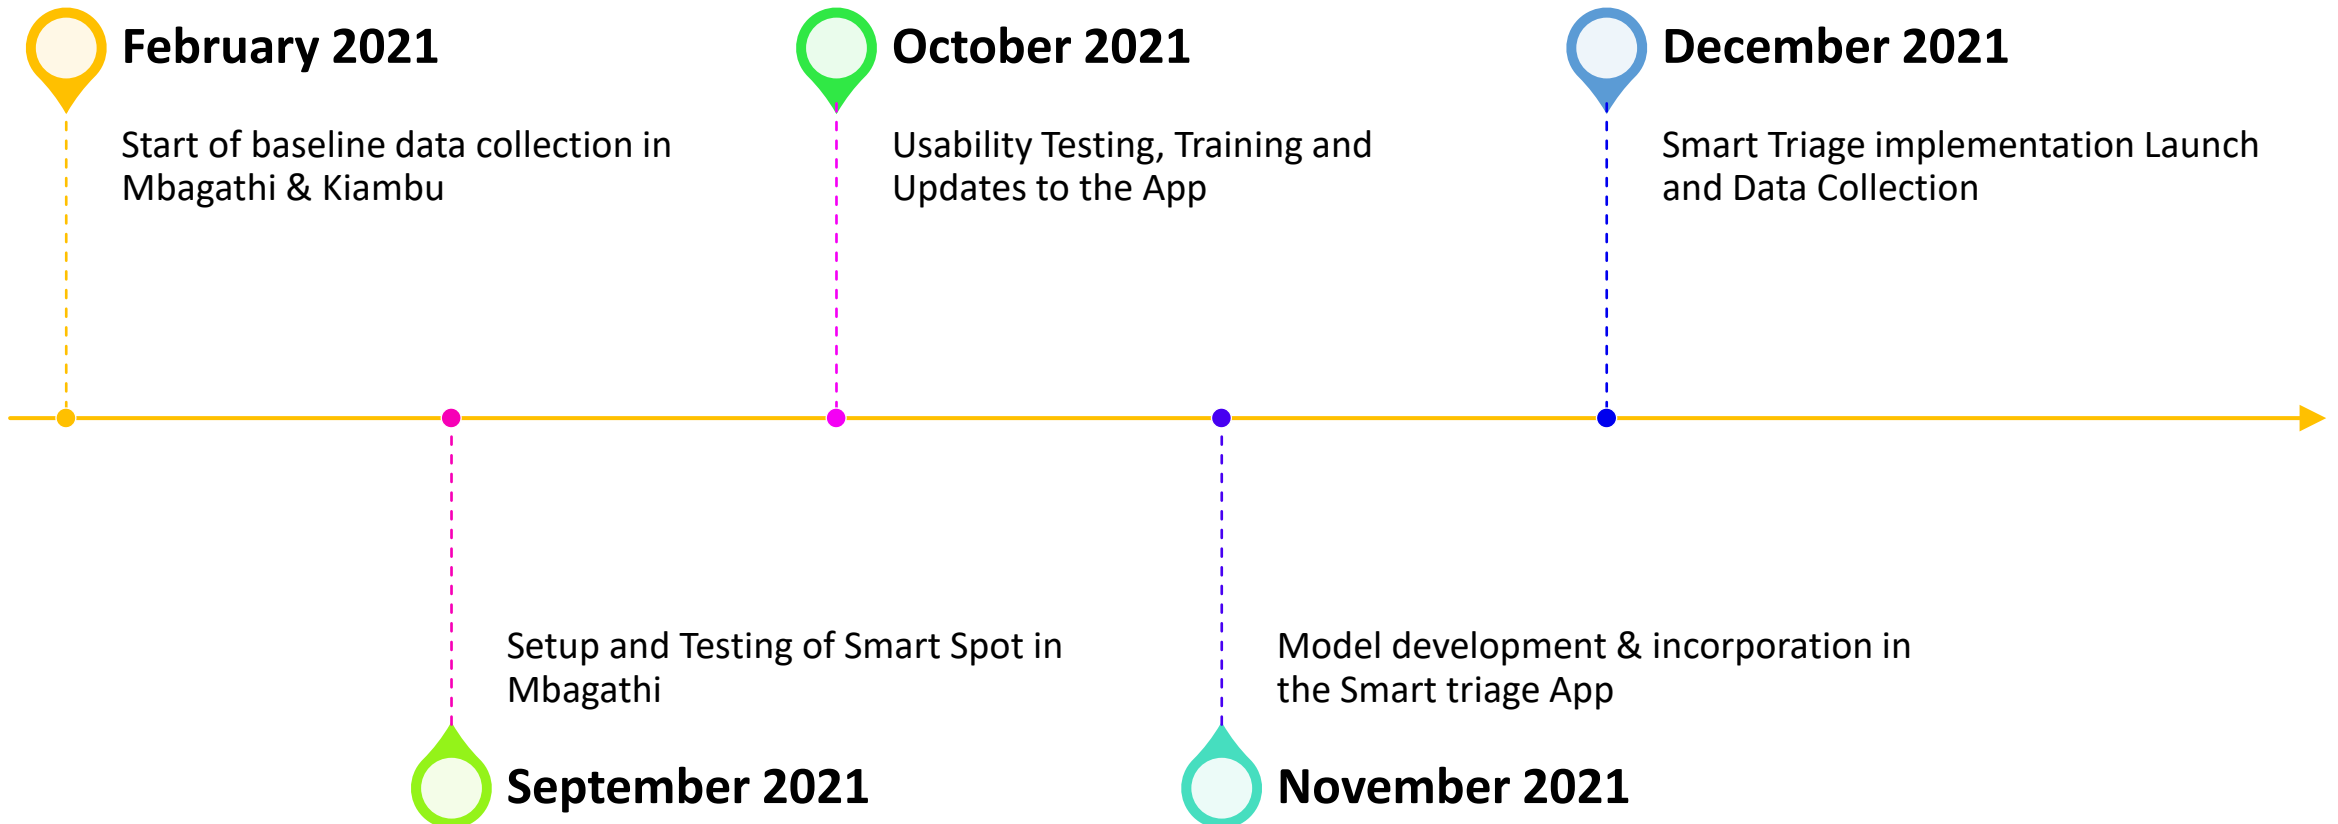 February 2021
Start of baseline data collection in
Mbagathi & Kiambu
October 2021
Usability Testing, Training and
Updates to the App
December 2021
Smart Triage implementation Launch
and Data Collection
Setup and Testing of Smart Spot in
Mbagathi
September 2021
Model development & incorporation in
the Smart triage App
November 2021